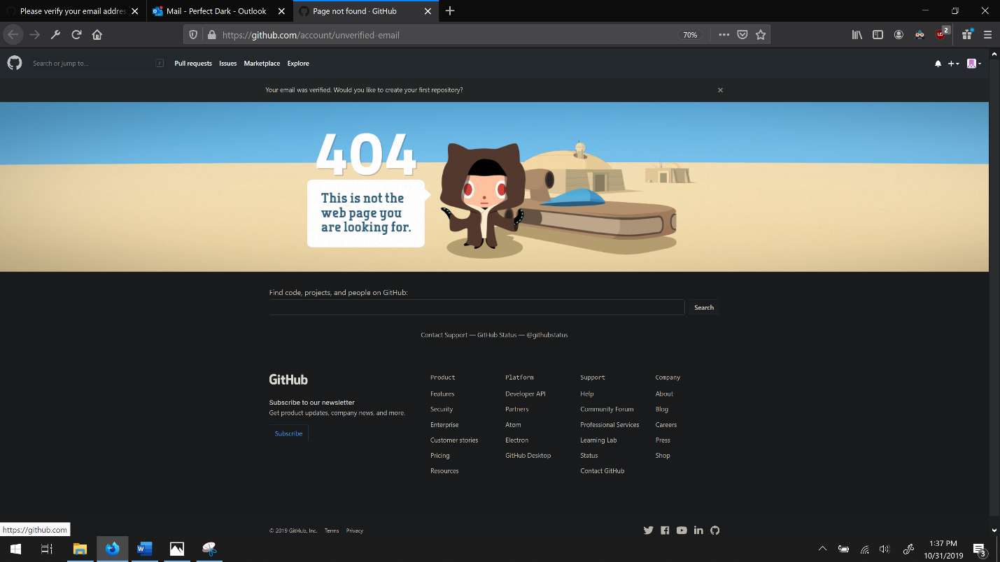 Please verify your email addres
Mail - Perfect Dark - Outlook
Page not found · GitHub
https://github.com/account/unverified-email
70%
2
Search or jump to...
/
Pull requests
Issues
Marketplace
Explore
Your email was verified. Would you like to create your first repository?
404
This is not the
web page you
are looking for.
Find code, projects, and people on GitHub:
Search
Contact Support — GitHub Status — @githubstatus
GitHub
Subscribe to our newsletter
Get product updates, company news, and more.
Subscribe
Product
Features
Security
Enterprise
Customer stories
Pricing
Resources
Platform
Developer API
Partners
Atom
Electron
GitHub Desktop
Support
Help
Community Forum
Professional Services
Learning Lab
Status
Contact GitHub
Company
About
Blog
Careers
Press
Shop
https://github.com
© 2019 GitHub, Inc.
Terms
Privacy
1:37 PM
10/31/2019
3